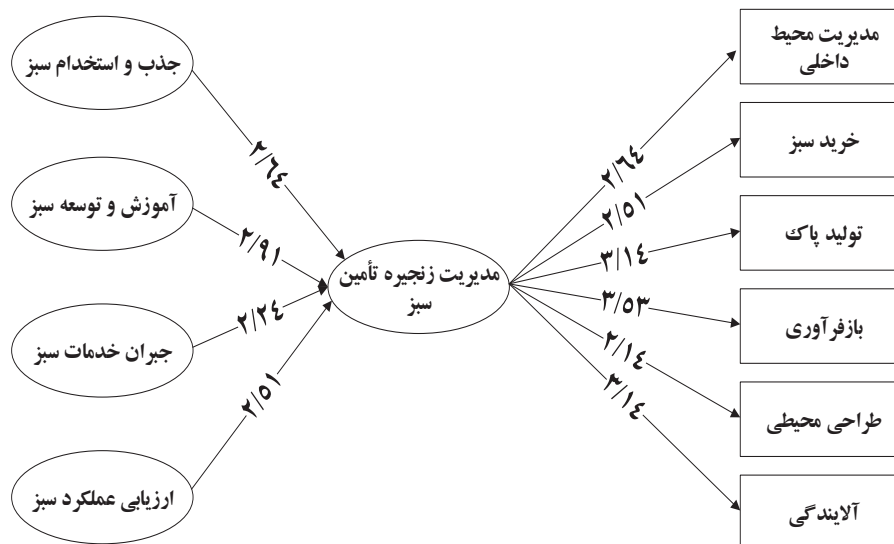 جذب و استخدام سبز
آموزش و توسعه سبز
جبران خدمات سبز
ارزیابی عملکرد سبز
۲/۶٤
۲/۹۱
۲/۲٤
۲/۵۱
مدیریت زنجیره تأمین
سبز
۲/۶٤
۲/۵۱
۳/۱٤
۳/۵۳
۲/۱٤
۳/۱٤
مدیریت محیط
داخلی
خرید سبز
تولید پاک
بازفرآوری
طراحی محیطی
آلایندگی